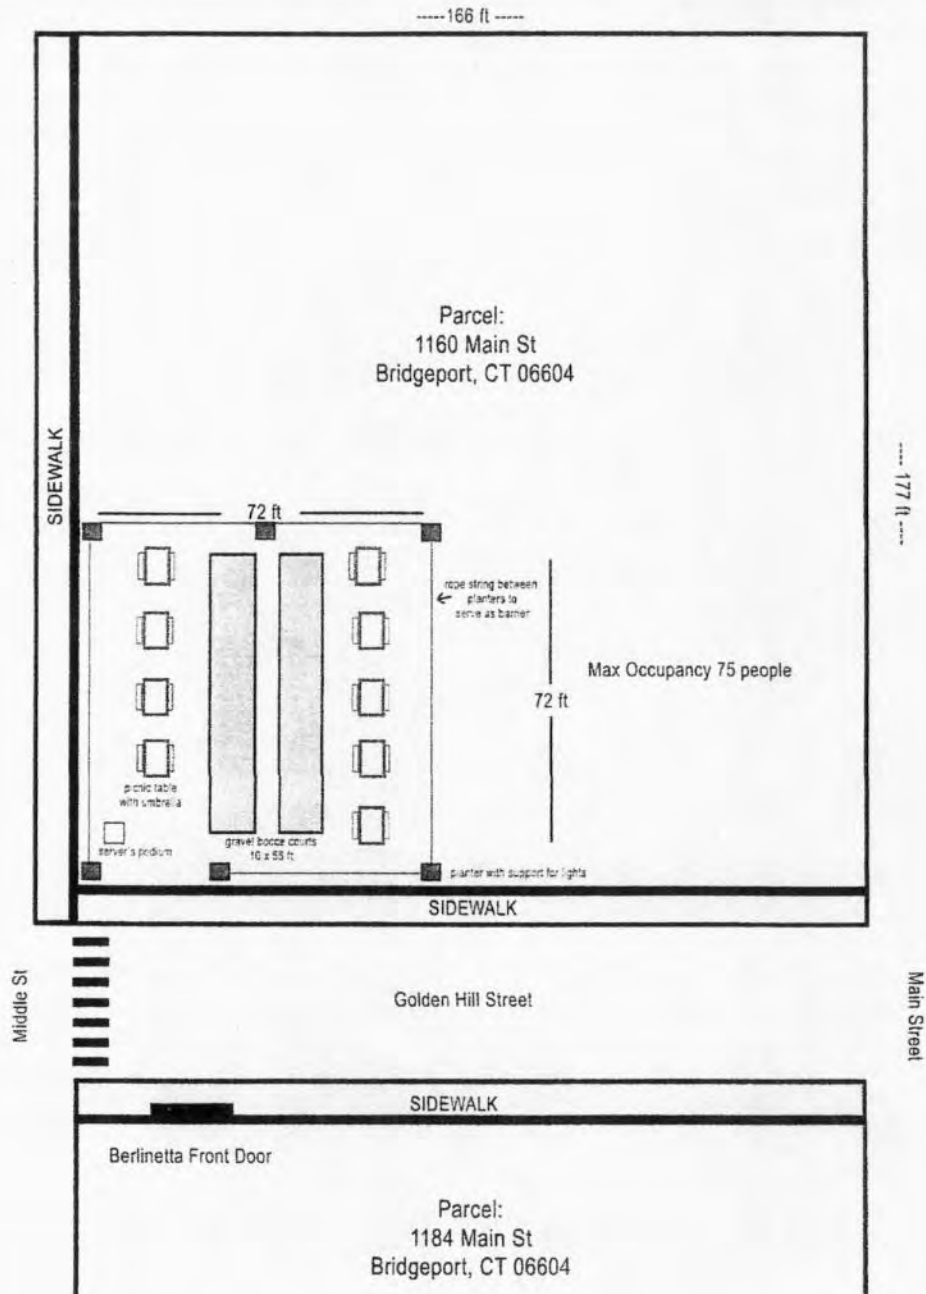 -----166 ft -----
Parcel:
1160 Main St
Bridgeport, CT 06604
SIDEWALK
---- 177 ft ----
72 ft
rope string between
planters to
serve as barrier
Max Occupancy 75 people
72 ft
picnic table
with umbrella
server's podium
gravel bocce courts
10 x 55 ft
planter with support for lights
SIDEWALK
Middle St
Golden Hill Street
Main Street
SIDEWALK
Berlinetta Front Door
Parcel:
1184 Main St
Bridgeport, CT 06604